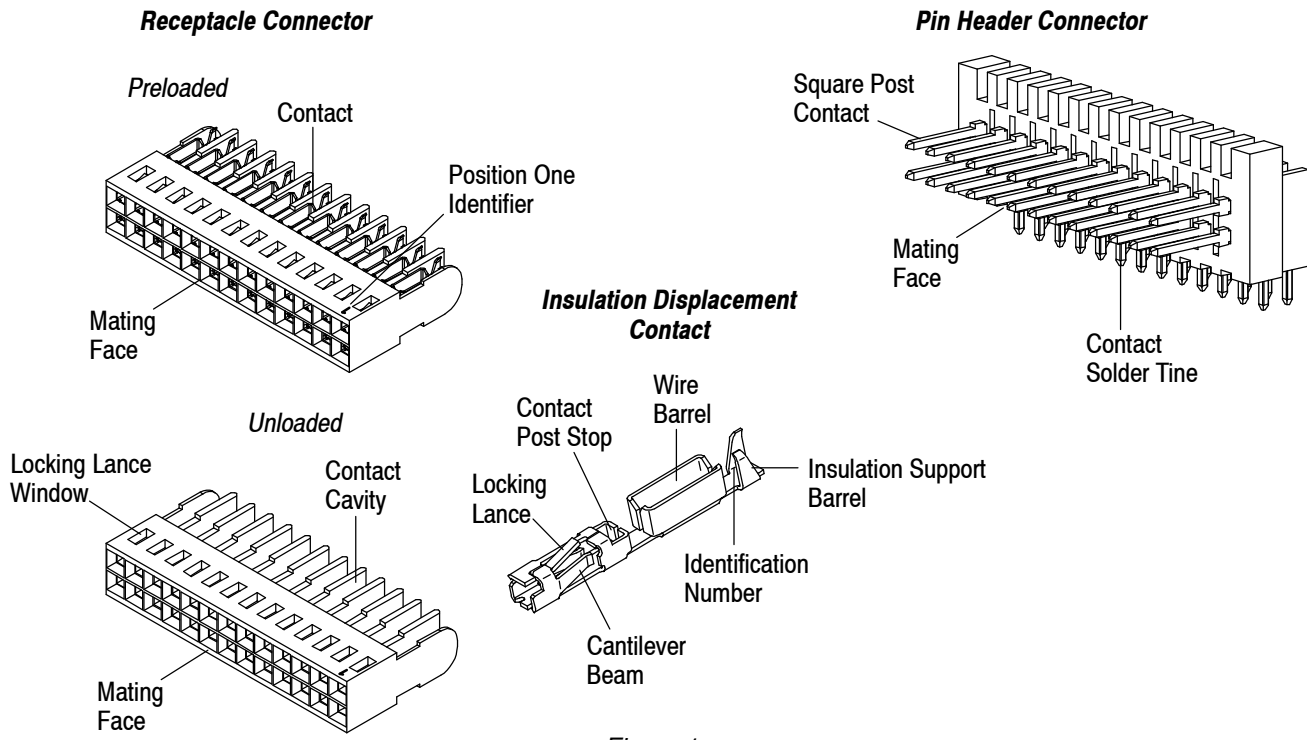 Receptacle Connector
Pin Header Connector
Preloaded
Contact
Position One
Identifier
Mating
Face
Square Post
Contact
Mating
Face
Contact
Solder Tine
Insulation Displacement
Contact
Wire
Barrel
Contact
Post Stop
Locking
Lance
Insulation Support
Barrel
Identification
Number
Cantilever
Beam
Unloaded
Locking Lance
Window
Contact
Cavity
Mating
Face